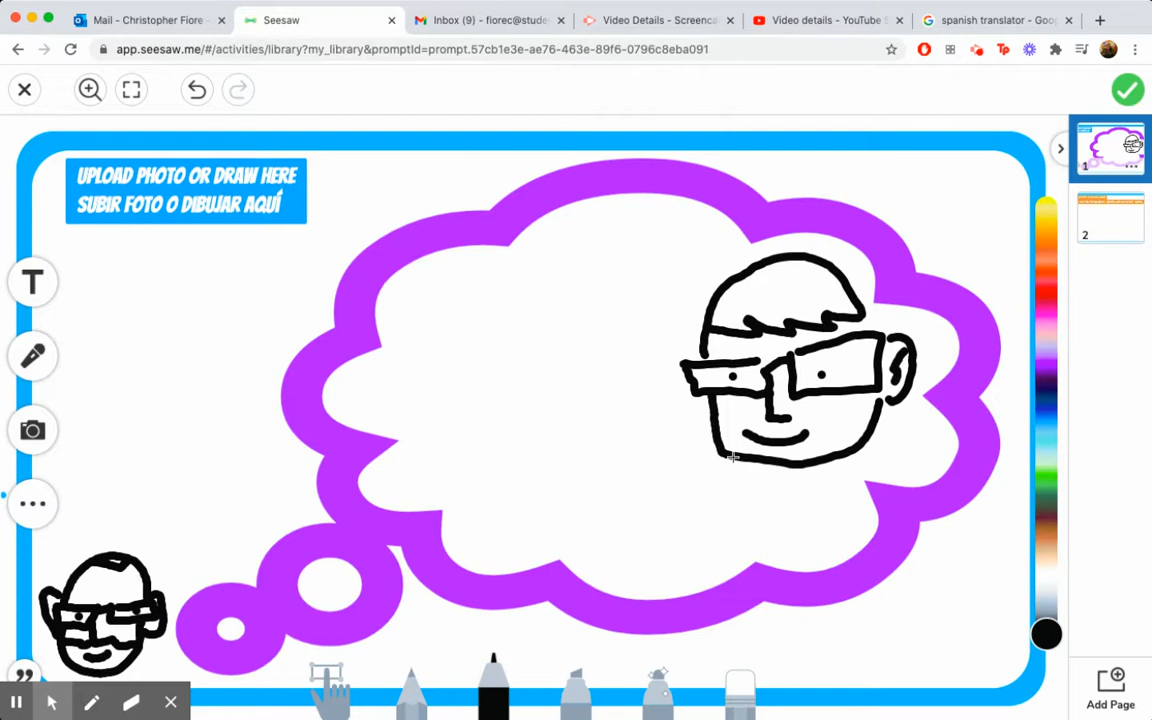 Mail - Christopher Fiore
Seesaw
Inbox (9) - fiorec@stude
Video Details - Screenca
Video details - YouTube S
spanish translator - Goo
app.seesaw.me/#/activities/library?my_library&promptId=prompt.57cb1e3e-ae76-463e-89f6-0796c8eba091
UPLOAD PHOTO OR DRAW HERE
SUBIR FOTO O DIBUJAR AQUÍ
T
1
2
Add Page